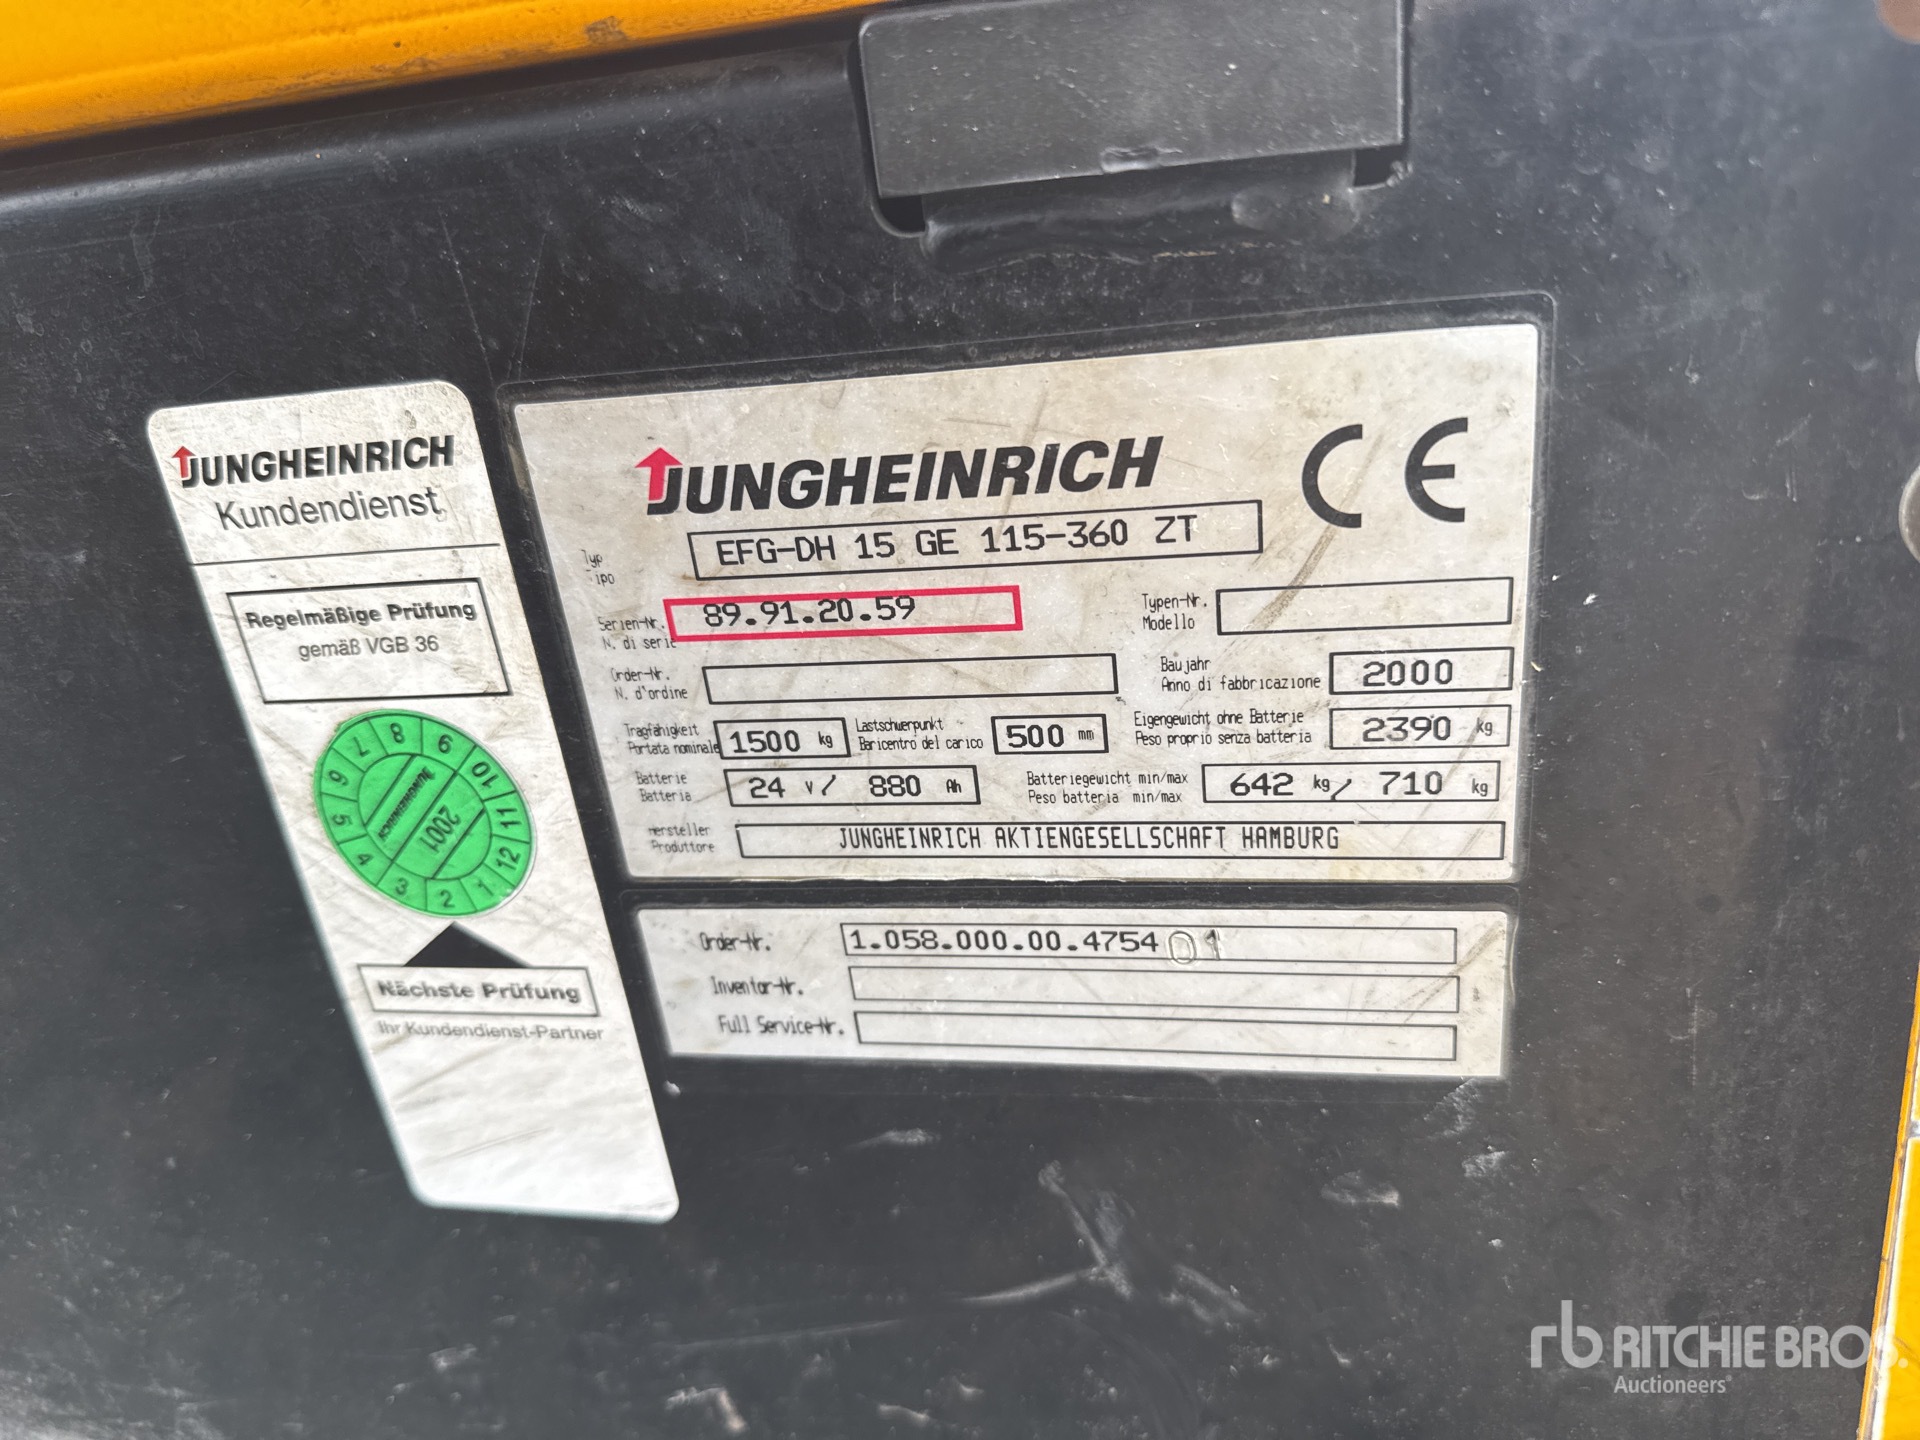 JUNGHEINRICH
Kundendienst
Regelmäßige Prüfung
gemäß VGB 36
1 2 3 4 5 6 7 8 9 10 11 12
JUNGHEINRICH
2001
Nächste Prüfung
Ihr Kundendienst-Partner
JUNGHEINRICH CE
Typ EFG-DH 15 GE 115-360 ZT
Tipo
Serien-Nr. 89.91.20.59 Typen-Nr.
N. di serie Modello
Order-Nr. Baujahr 2000
N. d'ordine Anno di fabbricazione
Tragfähigkeit 1500 kg Lastschwerpunkt 500 mm Eigengewicht ohne Batterie 2390 kg
Portata nominale Baricentro del carico Peso proprio senza batteria
Batterie 24 V/ 880 Ah Batteriegewicht min/max 642 kg/ 710 kg
Batteria Peso batteria min/max
Hersteller JUNGHEINRICH AKTIENGESELLSCHAFT HAMBURG
Produttore
Order-Nr. 1.058.000.00.4754 01
Inventar-Nr.
Full Service-Nr.
rb RITCHIE BROS.
Auctioneers